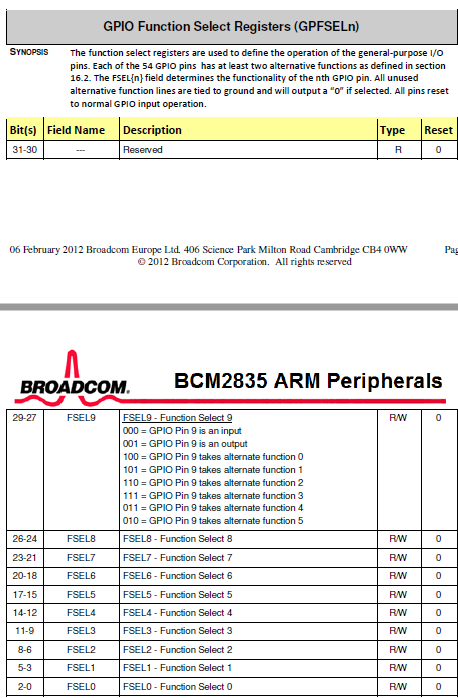 GPIO Function Select Registers (GPFSELn)
SYNOPSIS The function select registers are used to define the operation of the general-purpose I/O
pins. Each of the 54 GPIO pins has at least two alternative functions as defined in section
16.2. The FSEL{n} field determines the functionality of the nth GPIO pin. All unused
alternative function lines are tied to ground and will output a “0” if selected. All pins reset
to normal GPIO input operation.
Bit(s) Field Name Description Type Reset
31-30 --- Reserved R 0
06 February 2012 Broadcom Europe Ltd. 406 Science Park Milton Road Cambridge CB4 0WW Pag
© 2012 Broadcom Corporation. All rights reserved
BROADCOM. BCM2835 ARM Peripherals
29-27 FSEL9 FSEL9 - Function Select 9 R/W 0
000 = GPIO Pin 9 is an input
001 = GPIO Pin 9 is an output
100 = GPIO Pin 9 takes alternate function 0
101 = GPIO Pin 9 takes alternate function 1
110 = GPIO Pin 9 takes alternate function 2
111 = GPIO Pin 9 takes alternate function 3
011 = GPIO Pin 9 takes alternate function 4
010 = GPIO Pin 9 takes alternate function 5
26-24 FSEL8 FSEL8 - Function Select 8 R/W 0
23-21 FSEL7 FSEL7 - Function Select 7 R/W 0
20-18 FSEL6 FSEL6 - Function Select 6 R/W 0
17-15 FSEL5 FSEL5 - Function Select 5 R/W 0
14-12 FSEL4 FSEL4 - Function Select 4 R/W 0
11-9 FSEL3 FSEL3 - Function Select 3 R/W 0
8-6 FSEL2 FSEL2 - Function Select 2 R/W 0
5-3 FSEL1 FSEL1 - Function Select 1 R/W 0
2-0 FSEL0 FSEL0 - Function Select 0 R/W 0